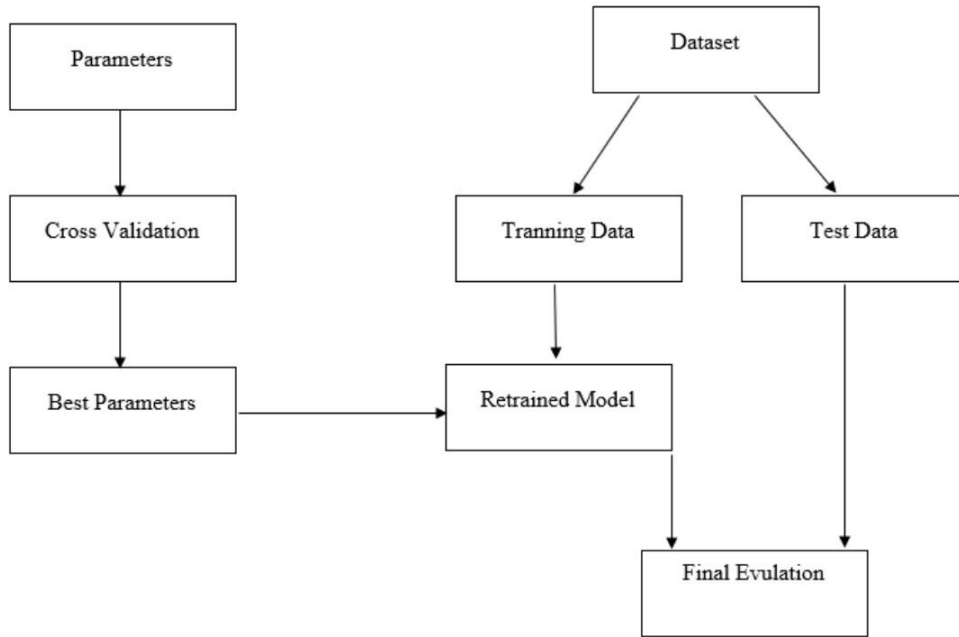 Parameters
Dataset
Cross Validation
Tranning Data
Test Data
Best Parameters
Retrained Model
Final Evulation